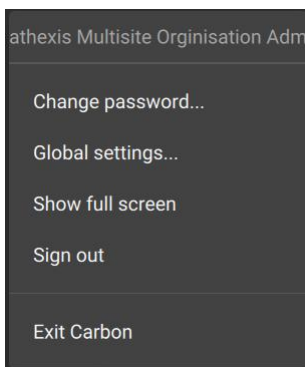 athexis Multisite Orginisation Adm
Change password...
Global settings...
Show full screen
Sign out
Exit Carbon